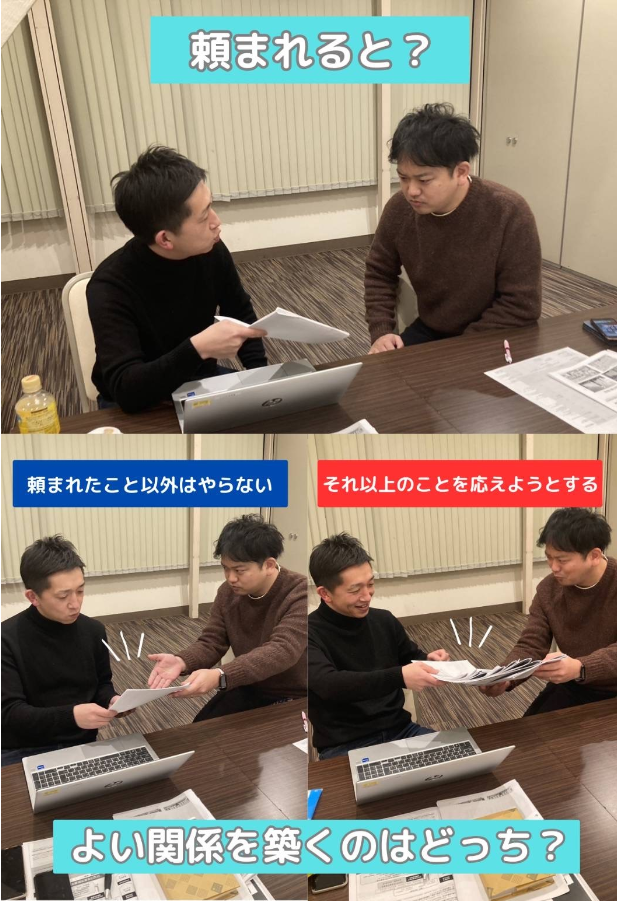 頼まれると？
頼まれたこと以外はやらない
それ以上のことを応えようとする
よい関係を築くのはどっち？